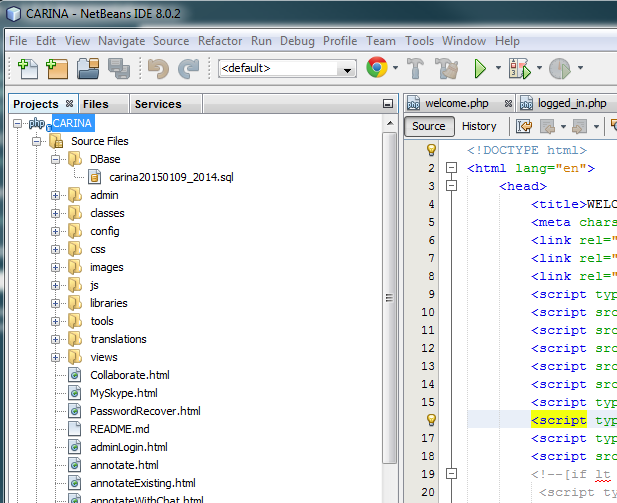 CARINA - NetBeans IDE 8.0.2
File Edit View Navigate Source Refactor Run Debug Profile Team Tools Window Help
<default>
Projects Files Services
php CARINA
Source Files
DBase
carina20150109_2014.sql
admin
classes
config
css
images
js
libraries
tools
translations
views
Collaborate.html
MySkype.html
PasswordRecover.html
README.md
adminLogin.html
annotate.html
annotateExisting.html
annotateWithChat.html
welcome.php logged_in.php
Source History
<!DOCTYPE html>
2 <html lang="en">
3 <head>
4 <title>WELC
5 <meta chars
6 <link rel="
7 <link rel="
8 <link rel="
9 <script typ
10 <script src
11 <script src
12 <script src
13 <script src
14 <script src
15 <script typ
<script typ
17 <script typ
18 <script src
19 <!--[if lt
20 <script ty